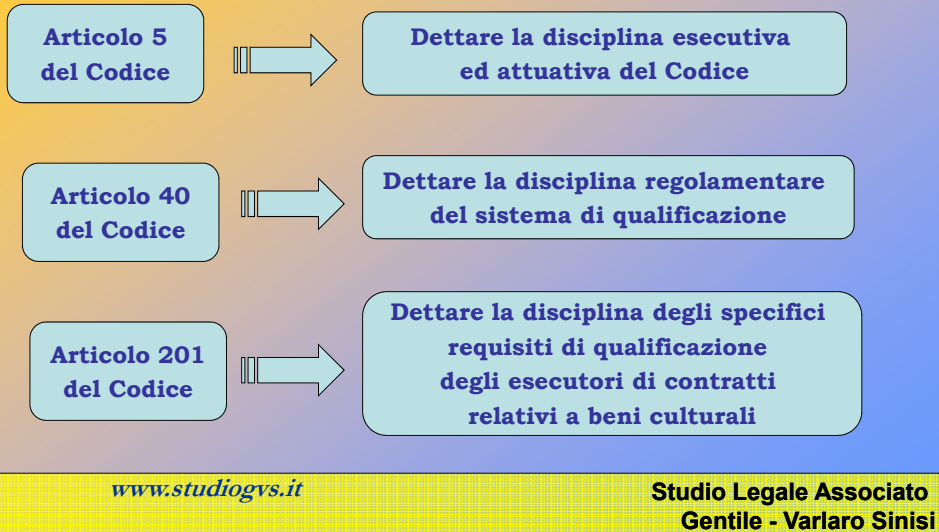 Articolo 5
del Codice
Dettare la disciplina esecutiva
ed attuativa del Codice
Articolo 40
del Codice
Dettare la disciplina regolamentare
del sistema di qualificazione
Articolo 201
del Codice
Dettare la disciplina degli specifici
requisiti di qualificazione
degli esecutori di contratti
relativi a beni culturali
www.studiogvs.it
Studio Legale Associato
Gentile - Varlaro Sinisi